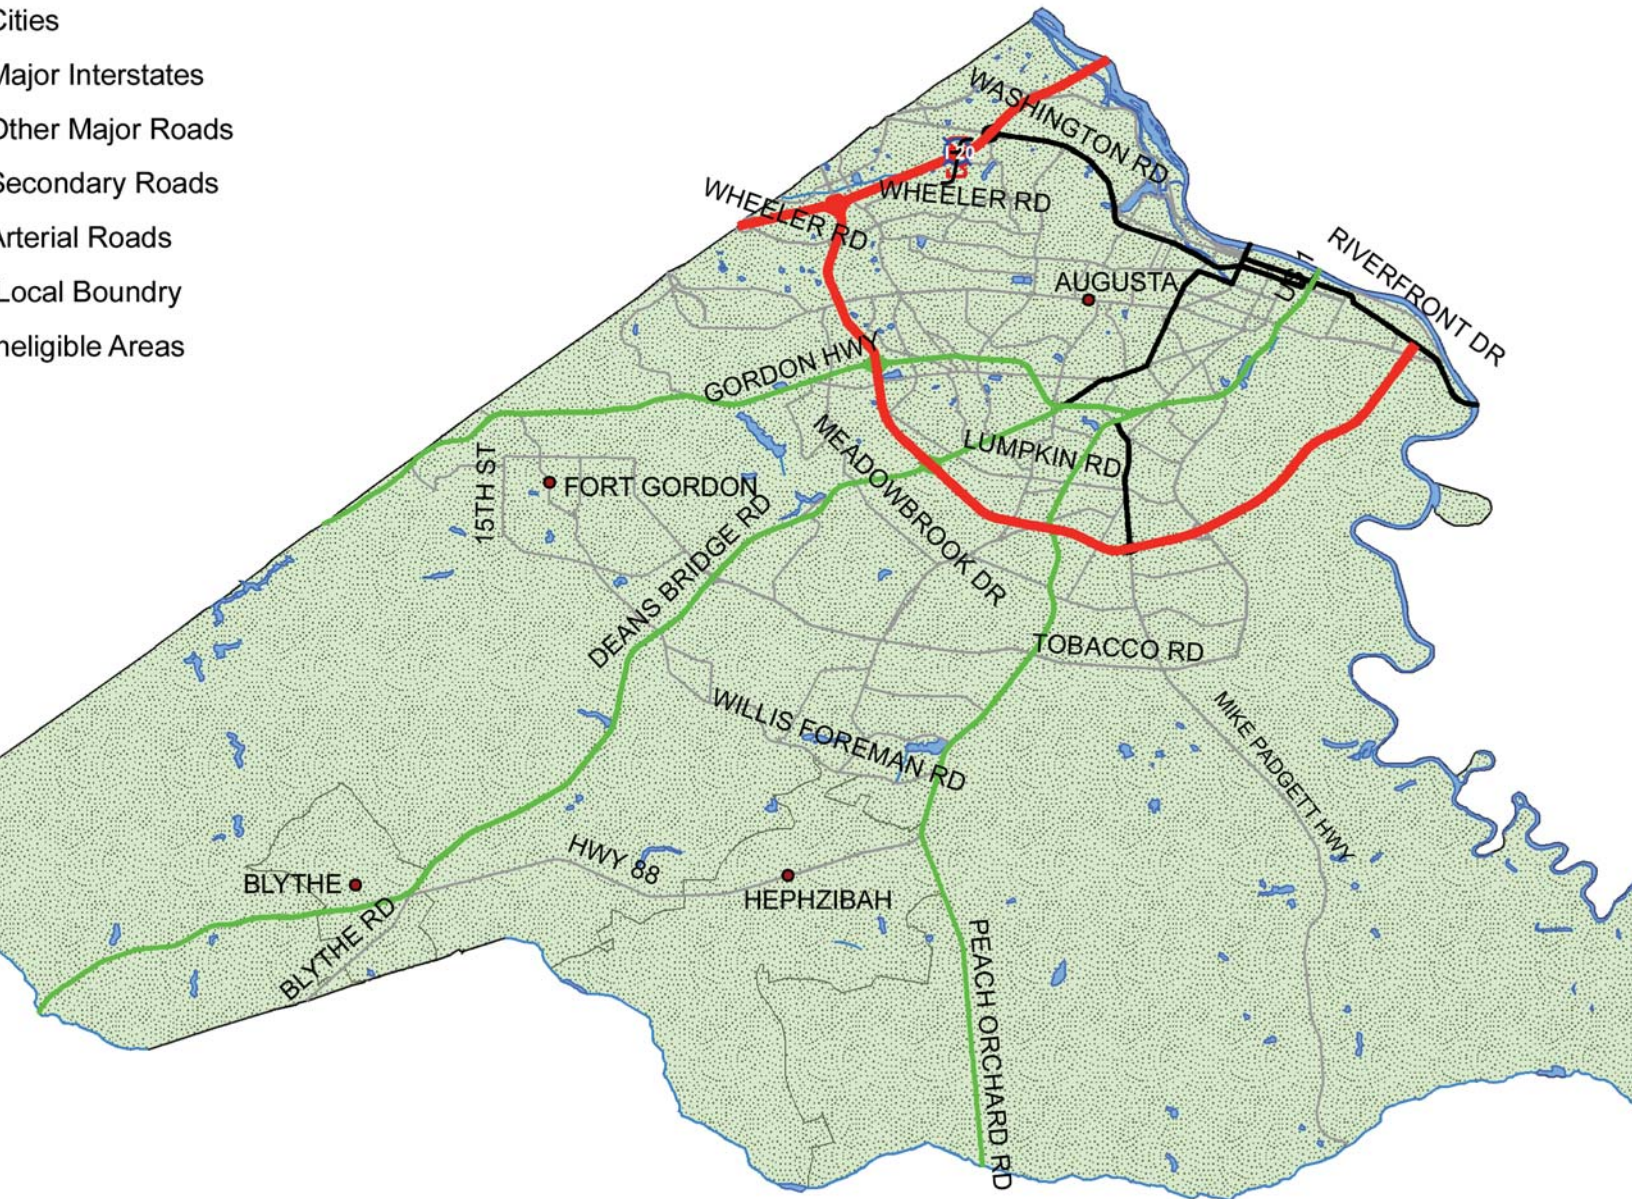 Cities
Major Interstates
Other Major Roads
Secondary Roads
Arterial Roads
Local Boundry
neligible Areas
WASHINGTON RD
I-20
WHEELER RD
WHEELER RD
RIVERFRONT DR
AUGUSTA
GORDON HWY
MEADOWBROOK DR
LUMPKIN RD
15TH ST
FORT GORDON
DEANS BRIDGE RD
TOBACCO RD
WILLIS FOREMAN RD
MIKE PADGETT HWY
HWY 88
BLYTHE
HEPHZIBAH
BLYTHE RD
PEACH ORCHARD RD